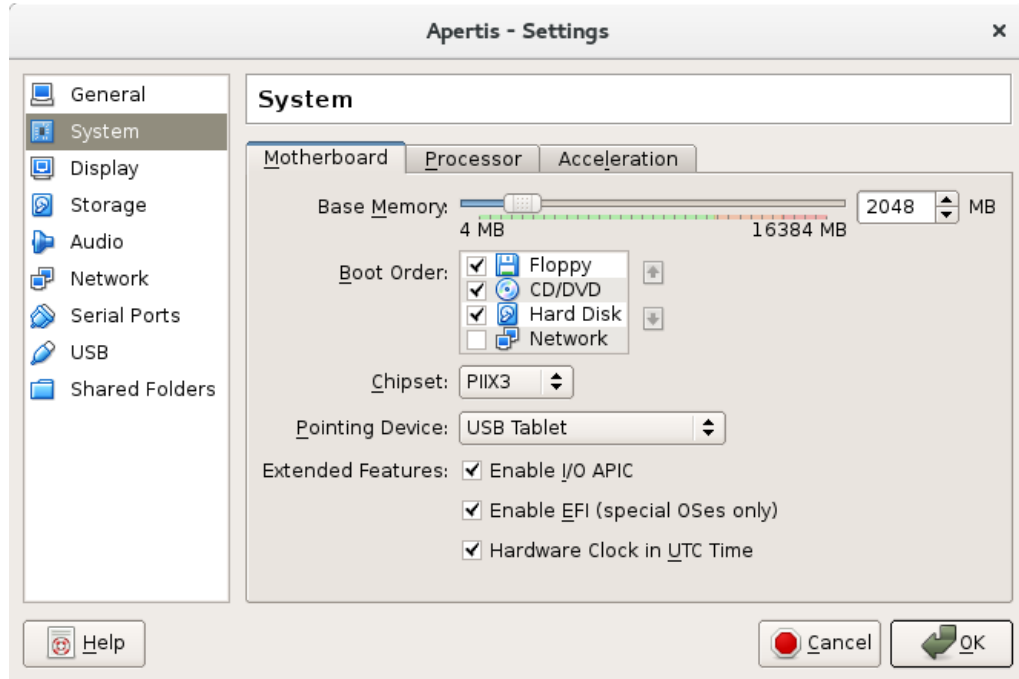 Apertis - Settings
General
System
Display
Storage
Audio
Network
Serial Ports
USB
Shared Folders
System
Motherboard Processor Acceleration
Base Memory: 2048 MB
4 MB 16384 MB
Boot Order: Floppy
CD/DVD
Hard Disk
Network
Chipset: PIIX3
Pointing Device: USB Tablet
Extended Features: Enable I/O APIC
Enable EFI (special OSes only)
Hardware Clock in UTC Time
Help Cancel OK